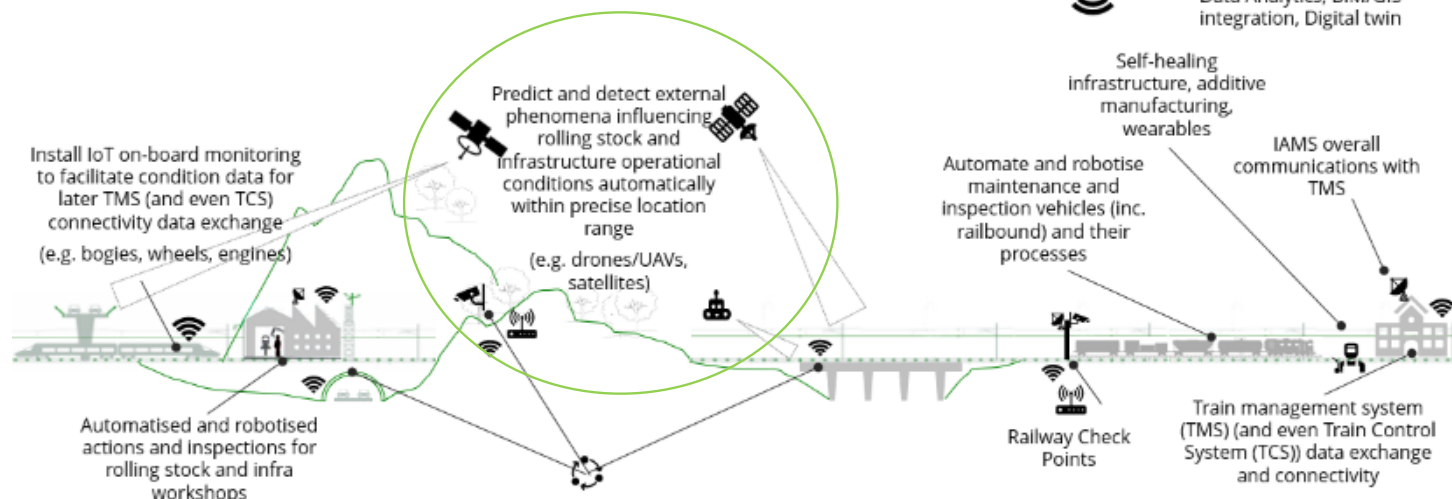 Data Analytics, BIM/GIS
integration, Digital twin
Self-healing
infrastructure, additive
manufacturing,
wearables
Predict and detect external
phenomena influencing
rolling stock and
infrastructure operational
conditions automatically
within precise location
range
(e.g. drones/UAVs,
satellites)
Install IoT on-board monitoring
to facilitate condition data for
later TMS (and even TCS)
connectivity data exchange
(e.g. bogies, wheels, engines)
Automate and robotise
maintenance and
inspection vehicles (inc.
railbound) and their
processes
IAMS overall
communications with
TMS
Automatised and robotised
actions and inspections for
rolling stock and infra
workshops
Railway Check
Points
Train management system
(TMS) (and even Train Control
System (TCS)) data exchange
and connectivity